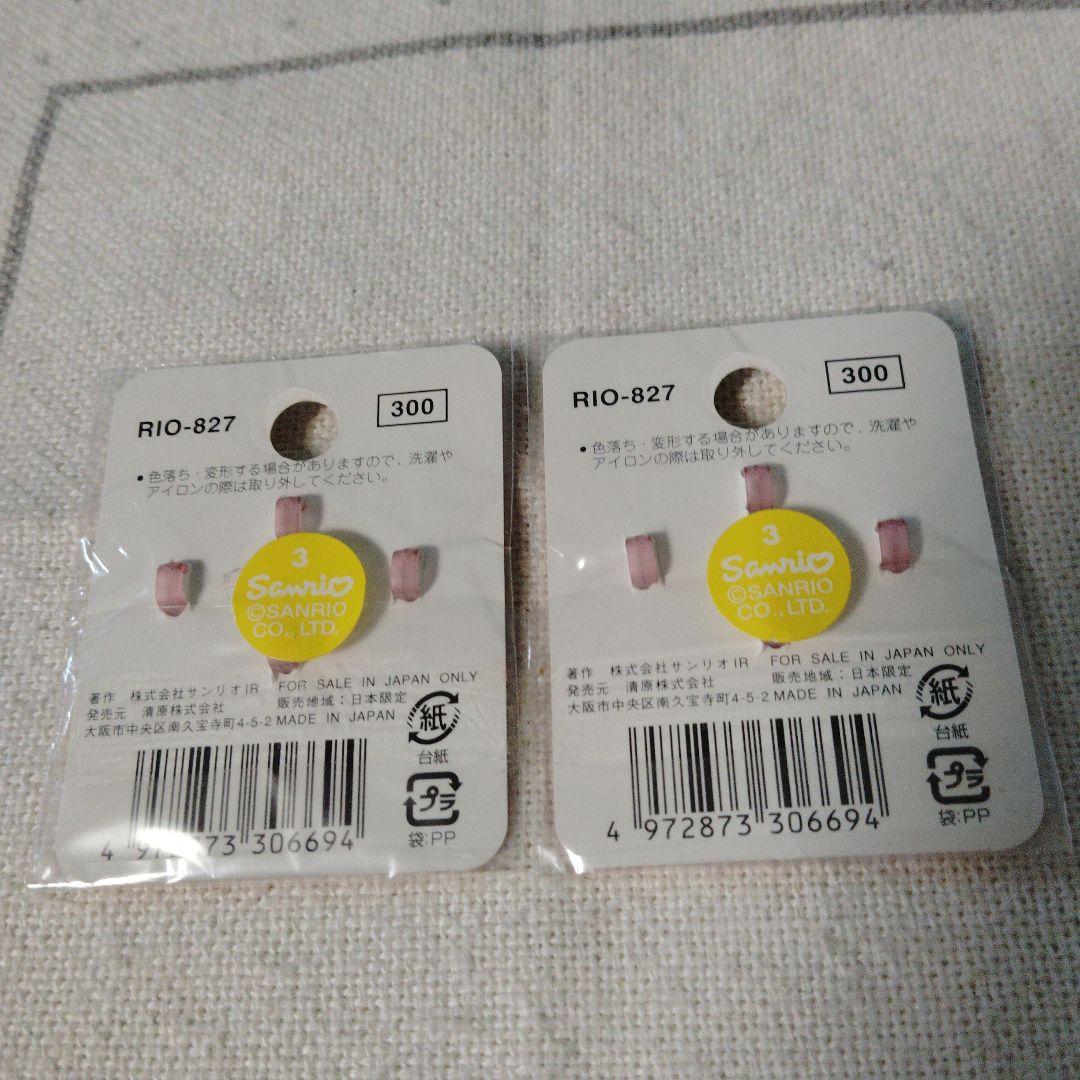 RIO-827
300
• 色落ち・変形する場合がありますので、洗濯や
アイロンの際は取り外してください。
3
Sanrio
©SANRIO
CO., LTD.
著作 株式会社サンリオIR FOR SALE IN JAPAN ONLY
発売元 清原株式会社 販売地域:日本限定
大阪市中央区南久宝寺町4-5-2 MADE IN JAPAN
紙
台紙
プラ
袋:PP
4 972873 306694
RIO-827
300
• 色落ち・変形する場合がありますので、洗濯や
アイロンの際は取り外してください。
3
Sanrio
©SANRIO
CO., LTD.
著作 株式会社サンリオIR FOR SALE IN JAPAN ONLY
発売元 清原株式会社 販売地域:日本限定
大阪市中央区南久宝寺町4-5-2 MADE IN JAPAN
紙
台紙
プラ
袋:PP
4 972873 306694